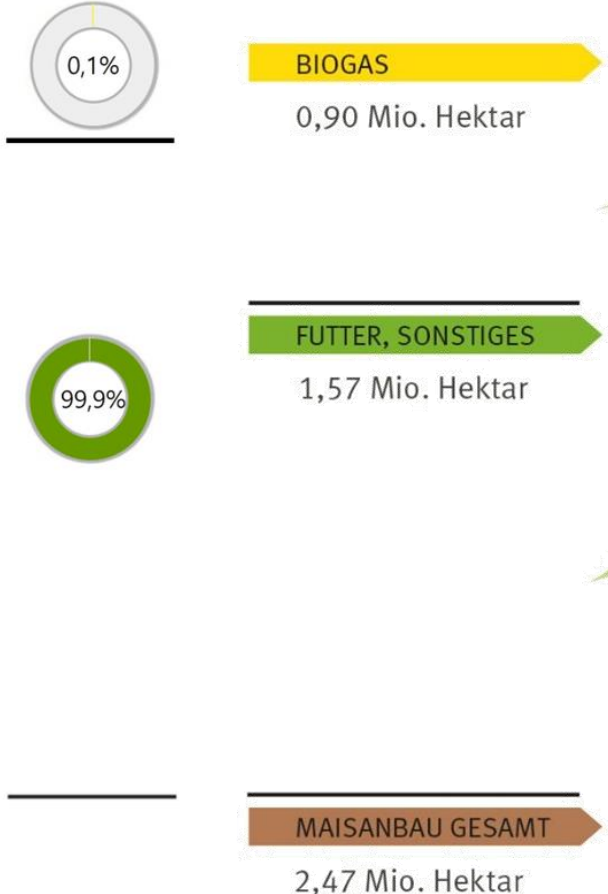 0,1%
BIOGAS
0,90 Mio. Hektar
FUTTER, SONSTIGES
99,9%
1,57 Mio. Hektar
MAISANBAU GESAMT
2,47 Mio. Hektar